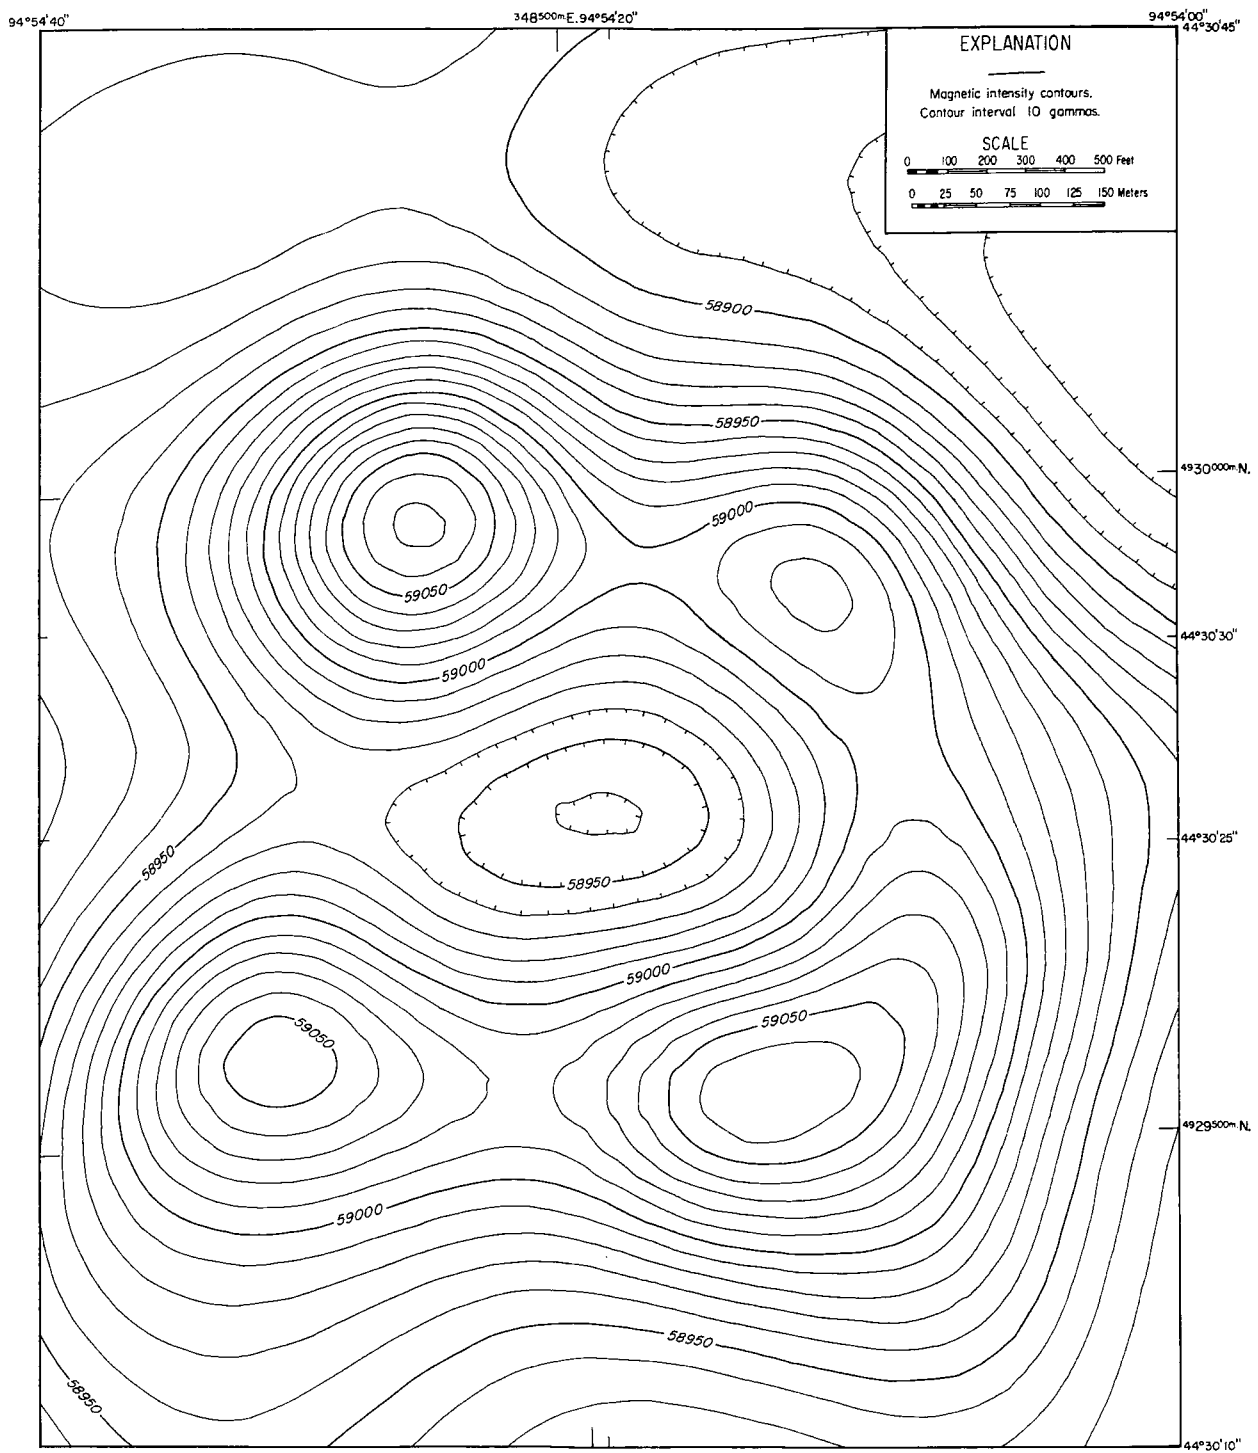 94°54'40"
348500m.E.
94°54'20"
94°54'00"
44°30'45"
EXPLANATION
Magnetic intensity contours.
Contour interval 10 gammas.
SCALE
0 100 200 300 400 500 Feet
0 25 50 75 100 125 150 Meters
58900
58950
4930000m.N.
59000
59050
44°30'30"
59000
44°30'25"
58950
58950
59000
59050
59050
4929500m.N.
59000
58950
58950
44°30'10"